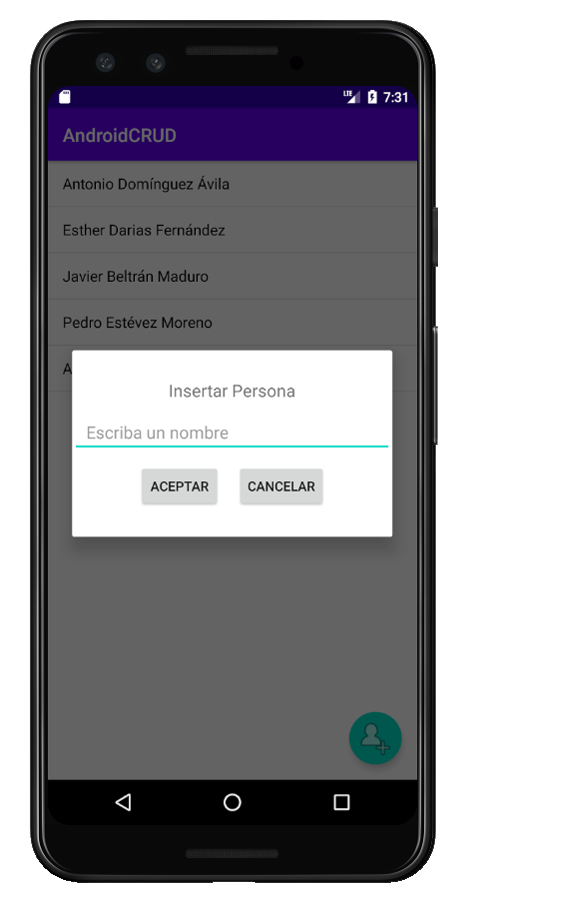 LTE 7:31
AndroidCRUD
Antonio Domínguez Ávila
Esther Darias Fernández
Javier Beltrán Maduro
Pedro Estévez Moreno
A
Insertar Persona
Escriba un nombre
ACEPTAR CANCELAR